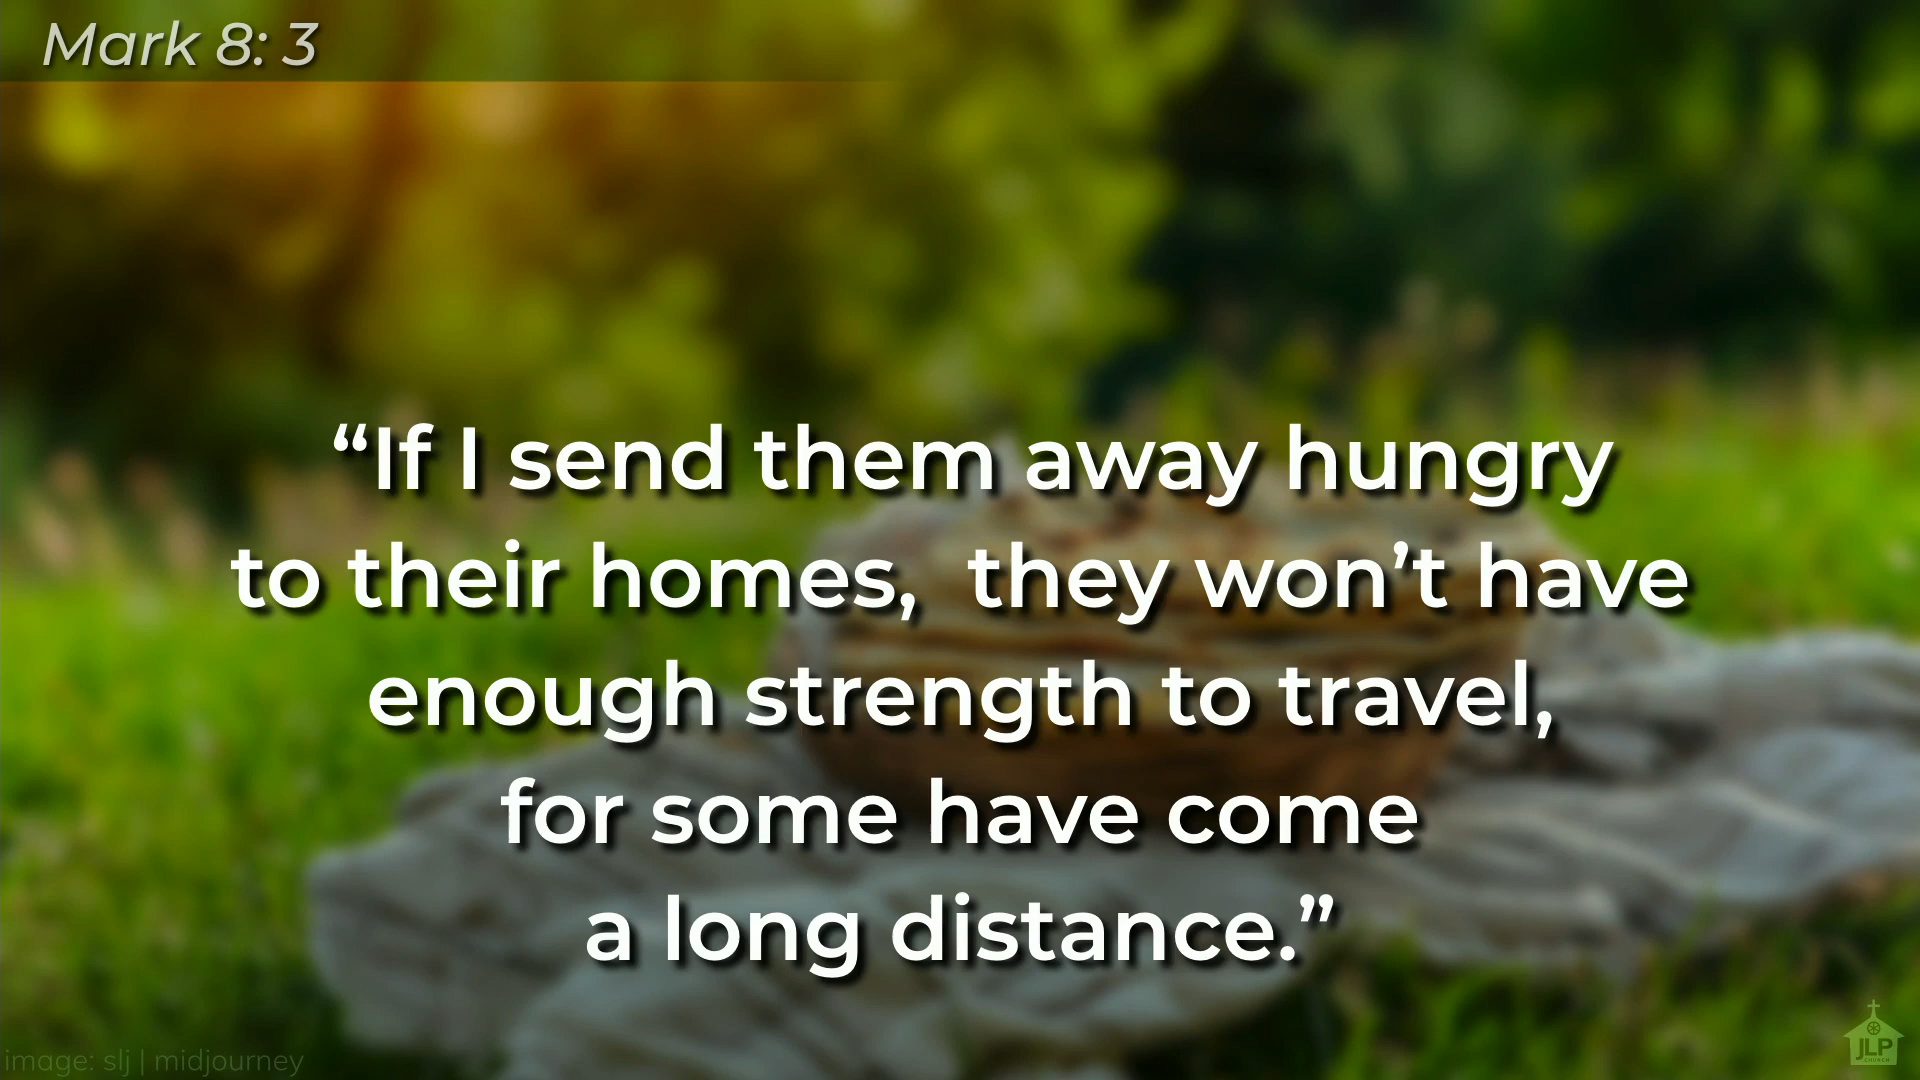 Mark 8: 3
“If I send them away hungry
to their homes,  they won’t have
enough strength to travel,
for some have come
a long distance.”
image: slj | midjourney
JLP
CHURCH